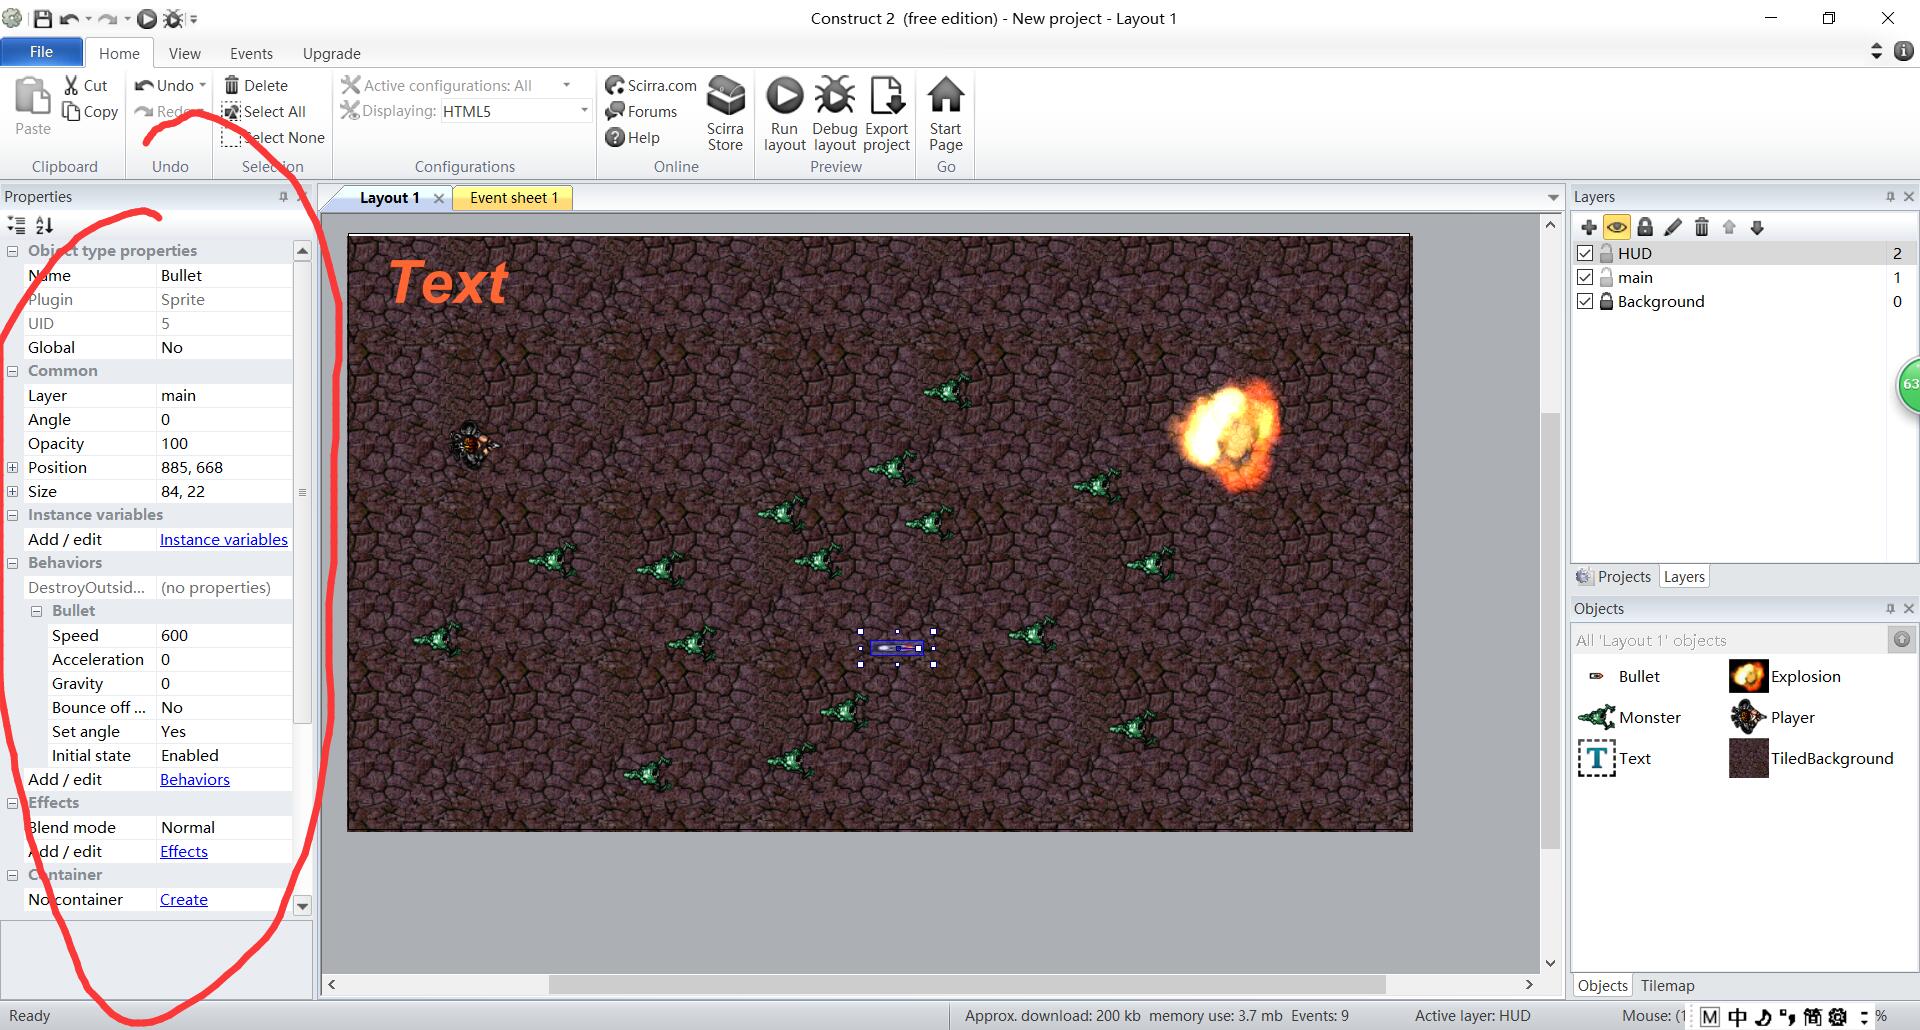 Construct 2 (free edition) - New project - Layout 1
File Home View Events Upgrade
Paste
Cut
Copy
Clipboard
Undo
Redo
Undo
Delete
Select All
Select None
Selection
Active configurations: All
Displaying: HTML5
Configurations
Scirra.com
Forums
Help
Scirra Store
Online
Run layout
Debug layout
Export project
Preview
Start Page
Go
Properties
Object type properties
Name Bullet
Plugin Sprite
UID 5
Global No
Common
Layer main
Angle 0
Opacity 100
Position 885, 668
Size 84, 22
Instance variables
Add / edit Instance variables
Behaviors
DestroyOutsid... (no properties)
Bullet
Speed 600
Acceleration 0
Gravity 0
Bounce off ... No
Set angle Yes
Initial state Enabled
Add / edit Behaviors
Effects
Blend mode Normal
Add / edit Effects
Container
No container Create
Layout 1 Event sheet 1
Text
Layers
HUD 2
main 1
Background 0
63
Projects Layers
Objects
All 'Layout 1' objects
Bullet Explosion
Monster Player
T Text TiledBackground
Objects Tilemap
Ready
Approx. download: 200 kb memory use: 3.7 mb Events: 9 Active layer: HUD Mouse: (1
M 中 简 %